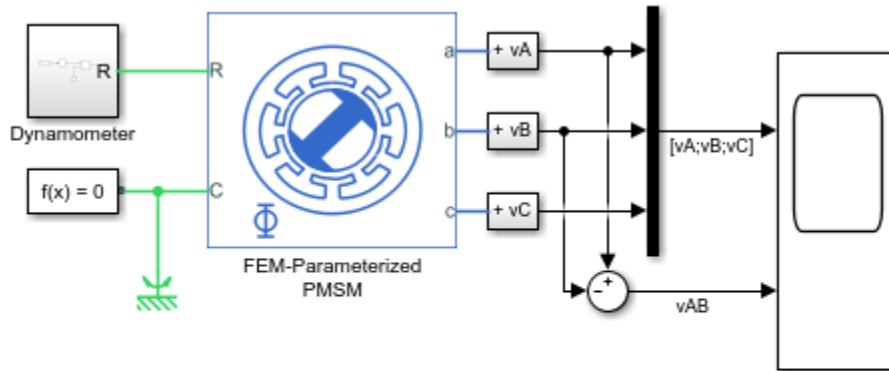 R
Dynamometer
f(x) = 0
R
C
a
b
c
Φ
FEM-Parameterized
PMSM
+ vA
+ vB
+ vC
[vA;vB;vC]
+
−
vAB